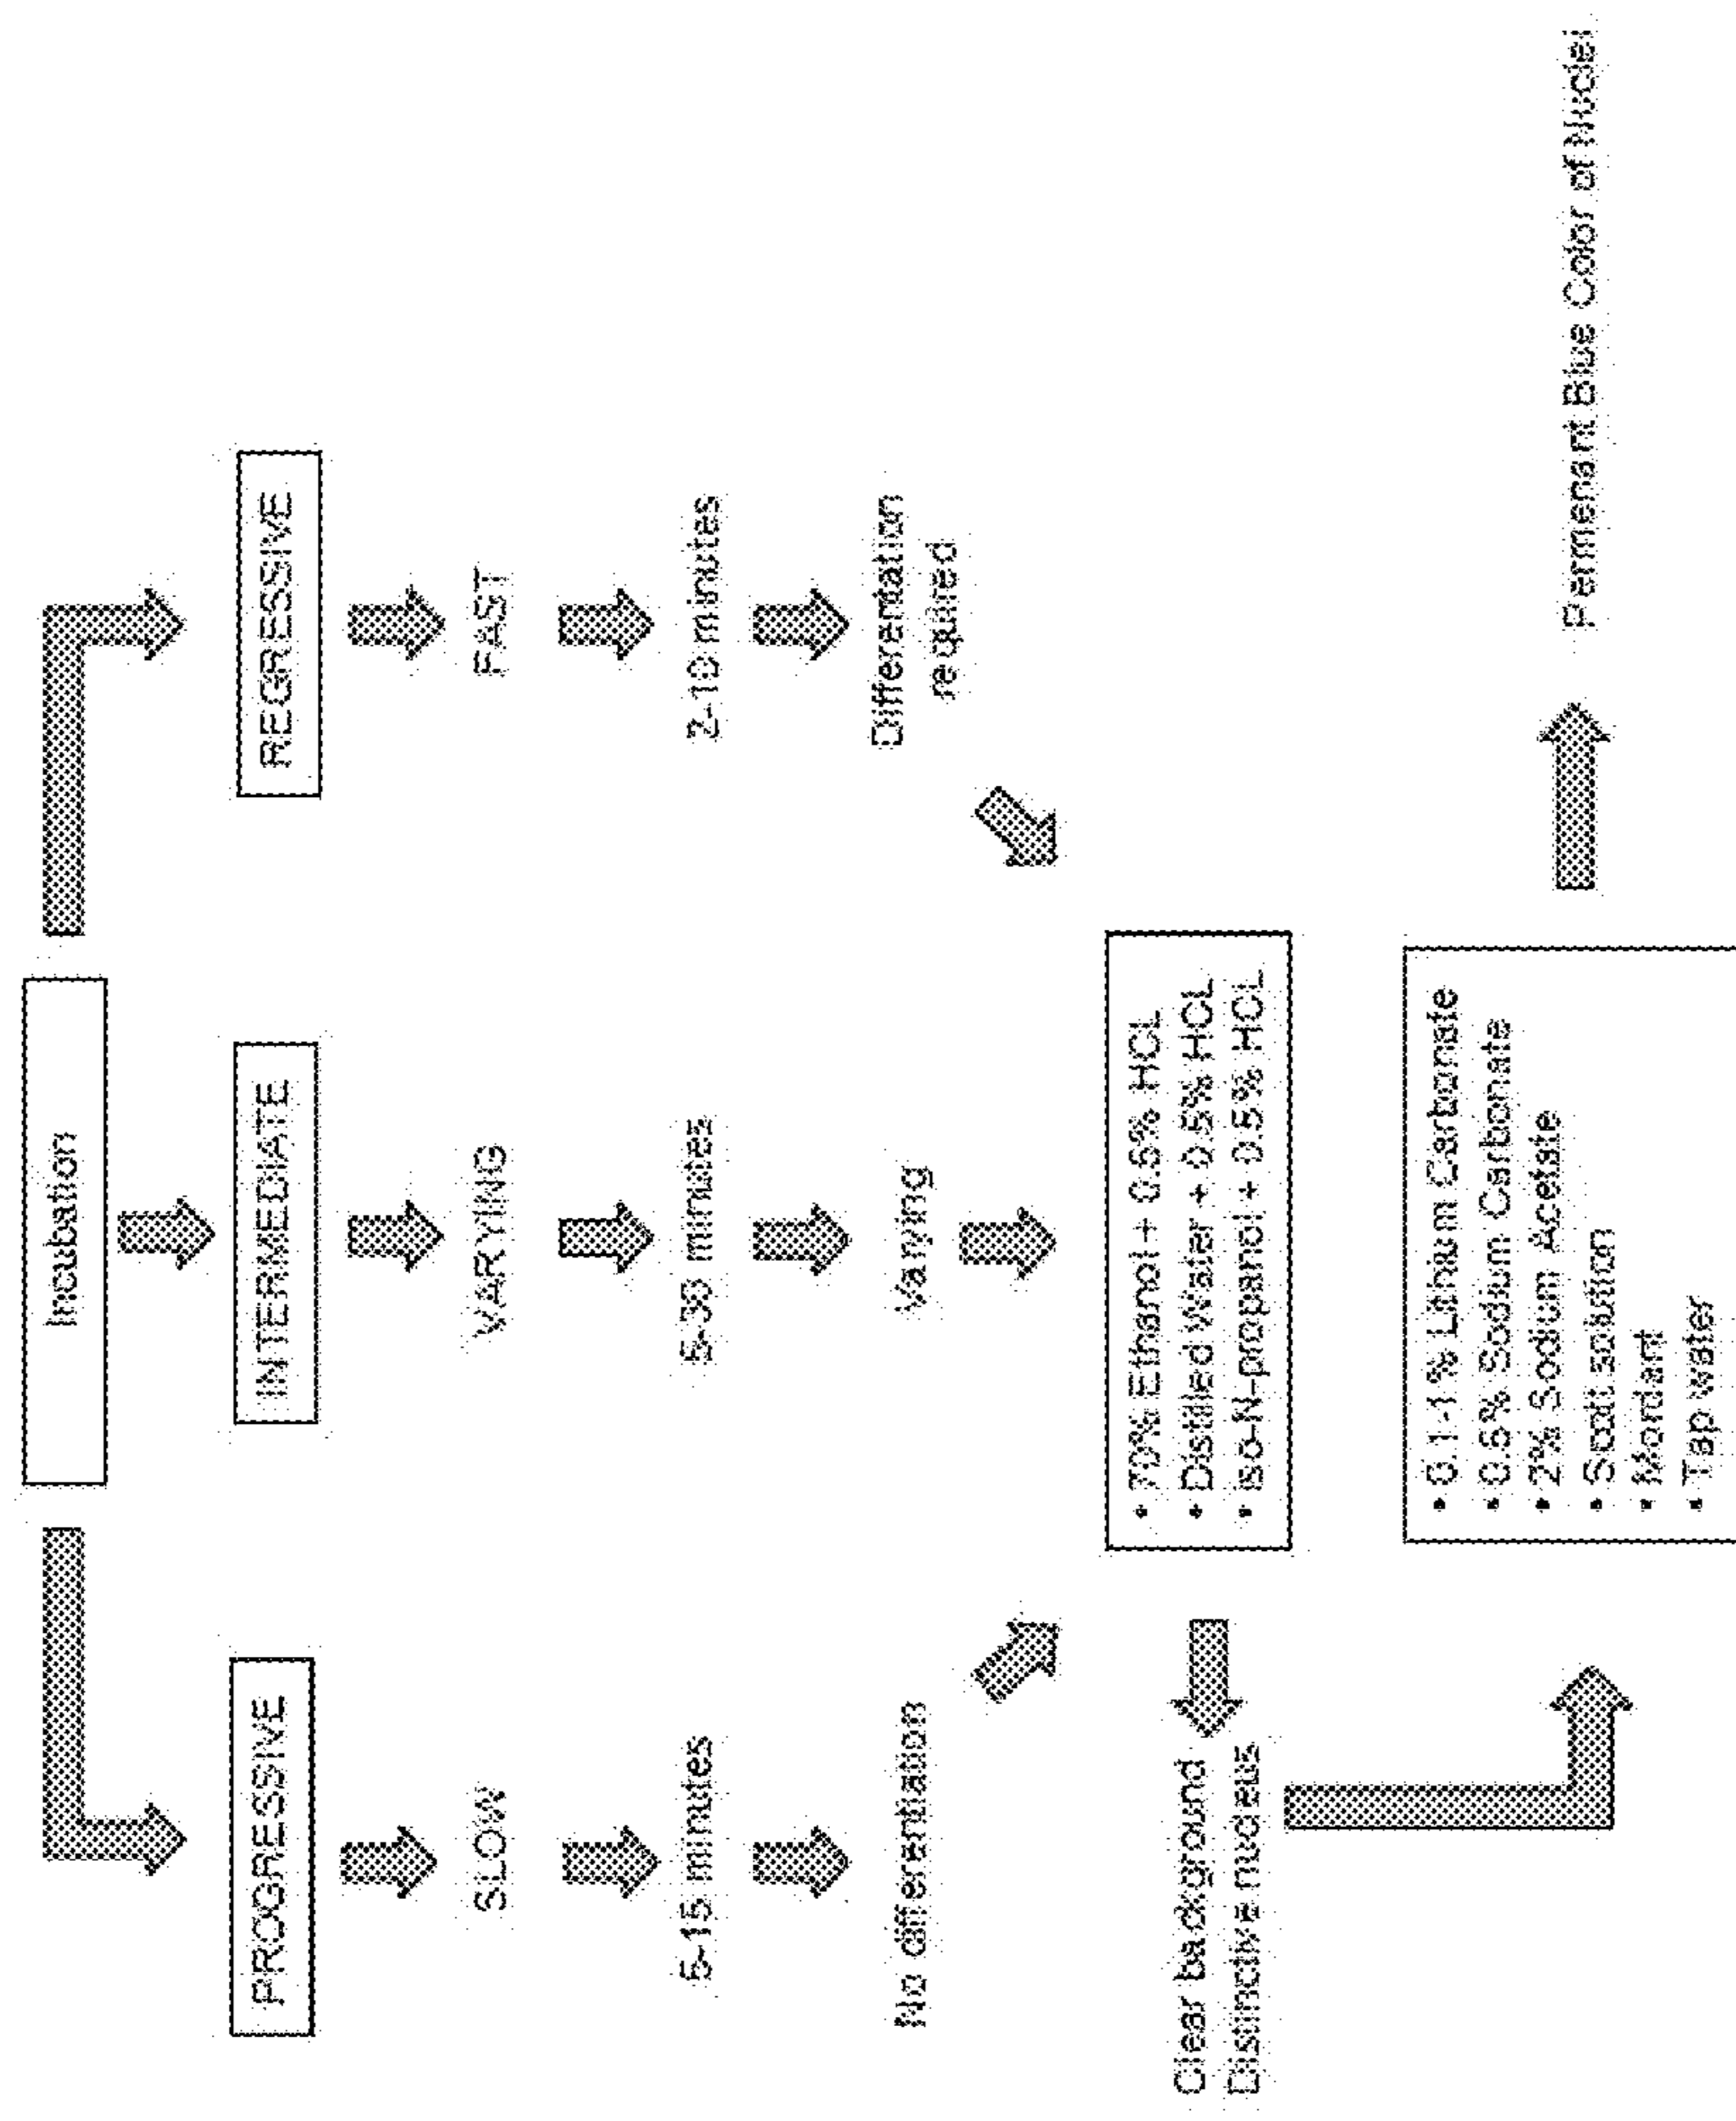 Incubation
PROGRESSIVE
INTERMEDIATE
REGRESSIVE
SLOW
VARYING
FAST
5-15 minutes
5-30 minutes
2-10 minutes
No differentiation
Varying
Differentation
required
• 70% Ethanol + 0.5% HCL
• Distilled Water + 0.5% HCL
• iso-N-propanol + 0.5% HCL
Clear background
Distinctive nucleus
• 0.1-1% Lithium Carbonate
• 0.5% Sodium Carbonate
• 2% Sodium Acetate
• Scott solution
• Mordant
• Tap water
Permenant Blue Color of Nuclei